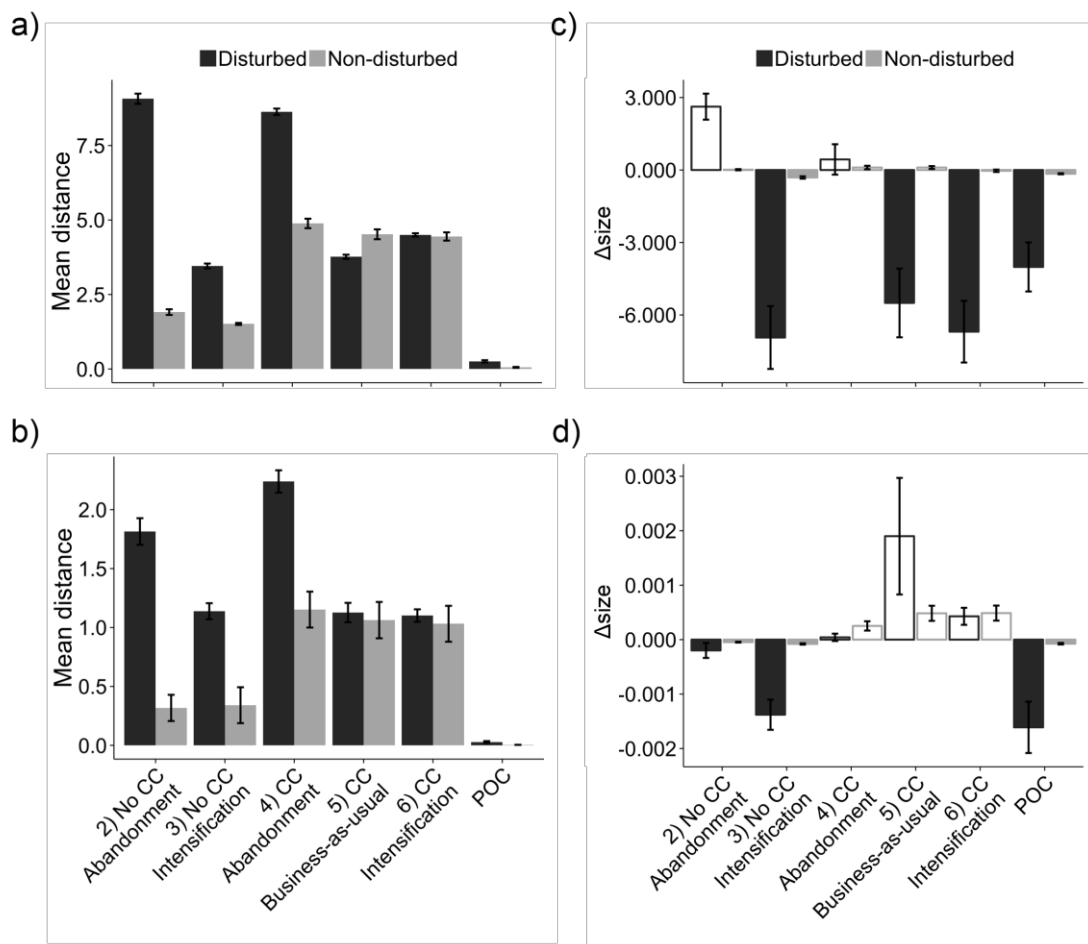 a)
Disturbed Non-disturbed
Mean distance
7.5
5.0
2.5
0.0
c)
Disturbed Non-disturbed
Δsize
3.000
0.000
-3.000
-6.000
b)
Mean distance
2.0
1.5
1.0
0.5
0.0
2) No CC
Abandonment
3) No CC
Intensification
4) CC
Abandonment
5) CC
Business-as-usual
6) CC
Intensification
POC
d)
Δsize
0.003
0.002
0.001
0.000
-0.001
-0.002
2) No CC
Abandonment
3) No CC
Intensification
4) CC
Abandonment
5) CC
Business-as-usual
6) CC
Intensification
POC